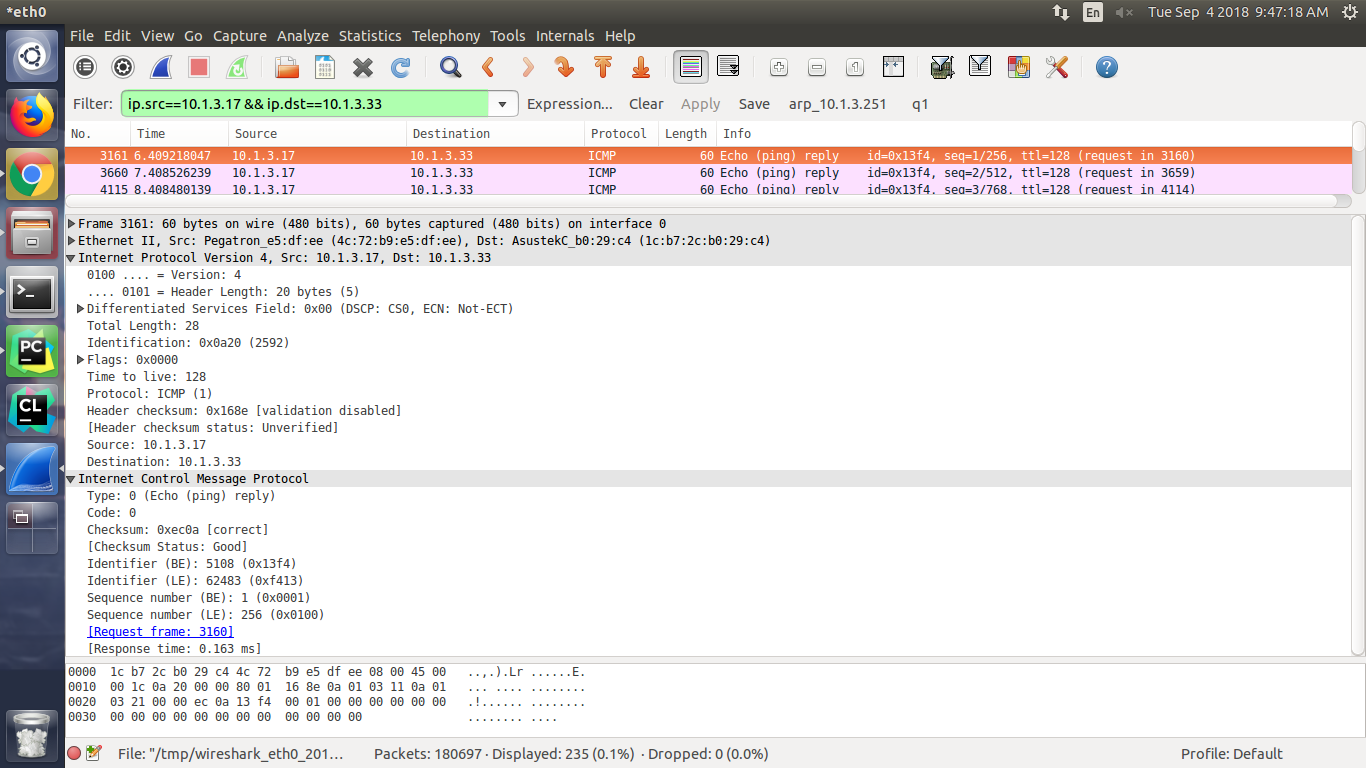 *eth0 En Tue Sep 4 2018 9:47:18 AM
File Edit View Go Capture Analyze Statistics Telephony Tools Internals Help
Filter: ip.src==10.1.3.17 && ip.dst==10.1.3.33 Expression... Clear Apply Save arp_10.1.3.251 q1
No. Time Source Destination Protocol Length Info
3161 6.409218047 10.1.3.17 10.1.3.33 ICMP 60 Echo (ping) reply id=0x13f4, seq=1/256, ttl=128 (request in 3160)
3660 7.408526239 10.1.3.17 10.1.3.33 ICMP 60 Echo (ping) reply id=0x13f4, seq=2/512, ttl=128 (request in 3659)
4115 8.408480139 10.1.3.17 10.1.3.33 ICMP 60 Echo (ping) reply id=0x13f4, seq=3/768, ttl=128 (request in 4114)
Frame 3161: 60 bytes on wire (480 bits), 60 bytes captured (480 bits) on interface 0
Ethernet II, Src: Pegatron_e5:df:ee (4c:72:b9:e5:df:ee), Dst: AsustekC_b0:29:c4 (1c:b7:2c:b0:29:c4)
Internet Protocol Version 4, Src: 10.1.3.17, Dst: 10.1.3.33
0100 .... = Version: 4
.... 0101 = Header Length: 20 bytes (5)
Differentiated Services Field: 0x00 (DSCP: CS0, ECN: Not-ECT)
Total Length: 28
Identification: 0x0a20 (2592)
Flags: 0x0000
Time to live: 128
Protocol: ICMP (1)
Header checksum: 0x168e [validation disabled]
[Header checksum status: Unverified]
Source: 10.1.3.17
Destination: 10.1.3.33
Internet Control Message Protocol
Type: 0 (Echo (ping) reply)
Code: 0
Checksum: 0xec0a [correct]
[Checksum Status: Good]
Identifier (BE): 5108 (0x13f4)
Identifier (LE): 62483 (0xf413)
Sequence number (BE): 1 (0x0001)
Sequence number (LE): 256 (0x0100)
[Request frame: 3160]
[Response time: 0.163 ms]
0000 1c b7 2c b0 29 c4 4c 72 b9 e5 df ee 08 00 45 00 ..,.).Lr ......E.
0010 00 1c 0a 20 00 00 80 01 16 8e 0a 01 03 11 0a 01 ... .... ........
0020 03 21 00 00 ec 0a 13 f4 00 01 00 00 00 00 00 00 .!...... ........
0030 00 00 00 00 00 00 00 00 00 00 00 00 ........ ....
File: "/tmp/wireshark_eth0_201... Packets: 180697 · Displayed: 235 (0.1%) · Dropped: 0 (0.0%) Profile: Default
PC
CL